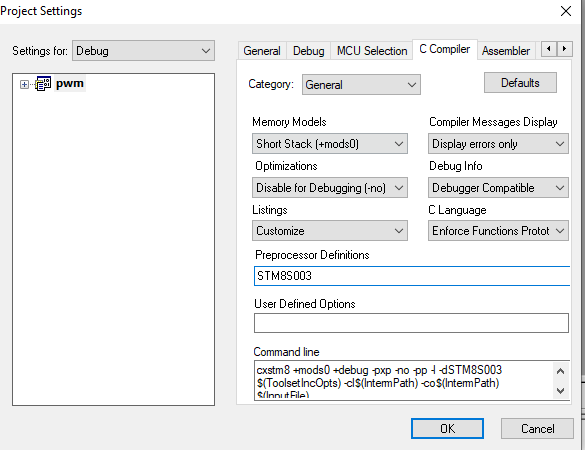 Project Settings
Settings for: Debug
pwm
General Debug MCU Selection C Compiler Assembler
Category: General Defaults
Memory Models Compiler Messages Display
Short Stack (+mods0) Display errors only
Optimizations Debug Info
Disable for Debugging (-no) Debugger Compatible
Listings C Language
Customize Enforce Functions Protot
Preprocessor Definitions
STM8S003
User Defined Options
Command line
cxstm8 +mods0 +debug -pxp -no -pp -l -dSTM8S003
$(ToolsetIncOpts) -cl$(IntermPath) -co$(IntermPath)
$(InputFile)
OK Cancel